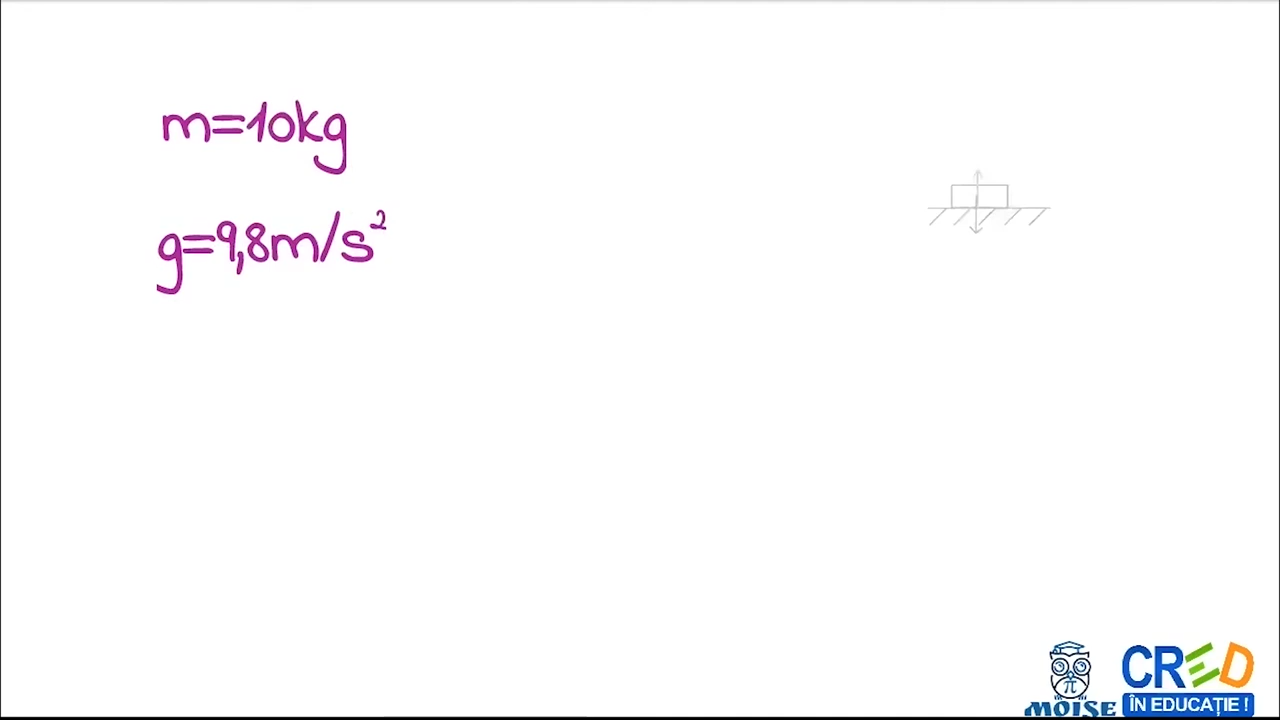 m=10kg
g=9,8m/s²
π
MOISE
CRED
ÎN EDUCAȚIE !